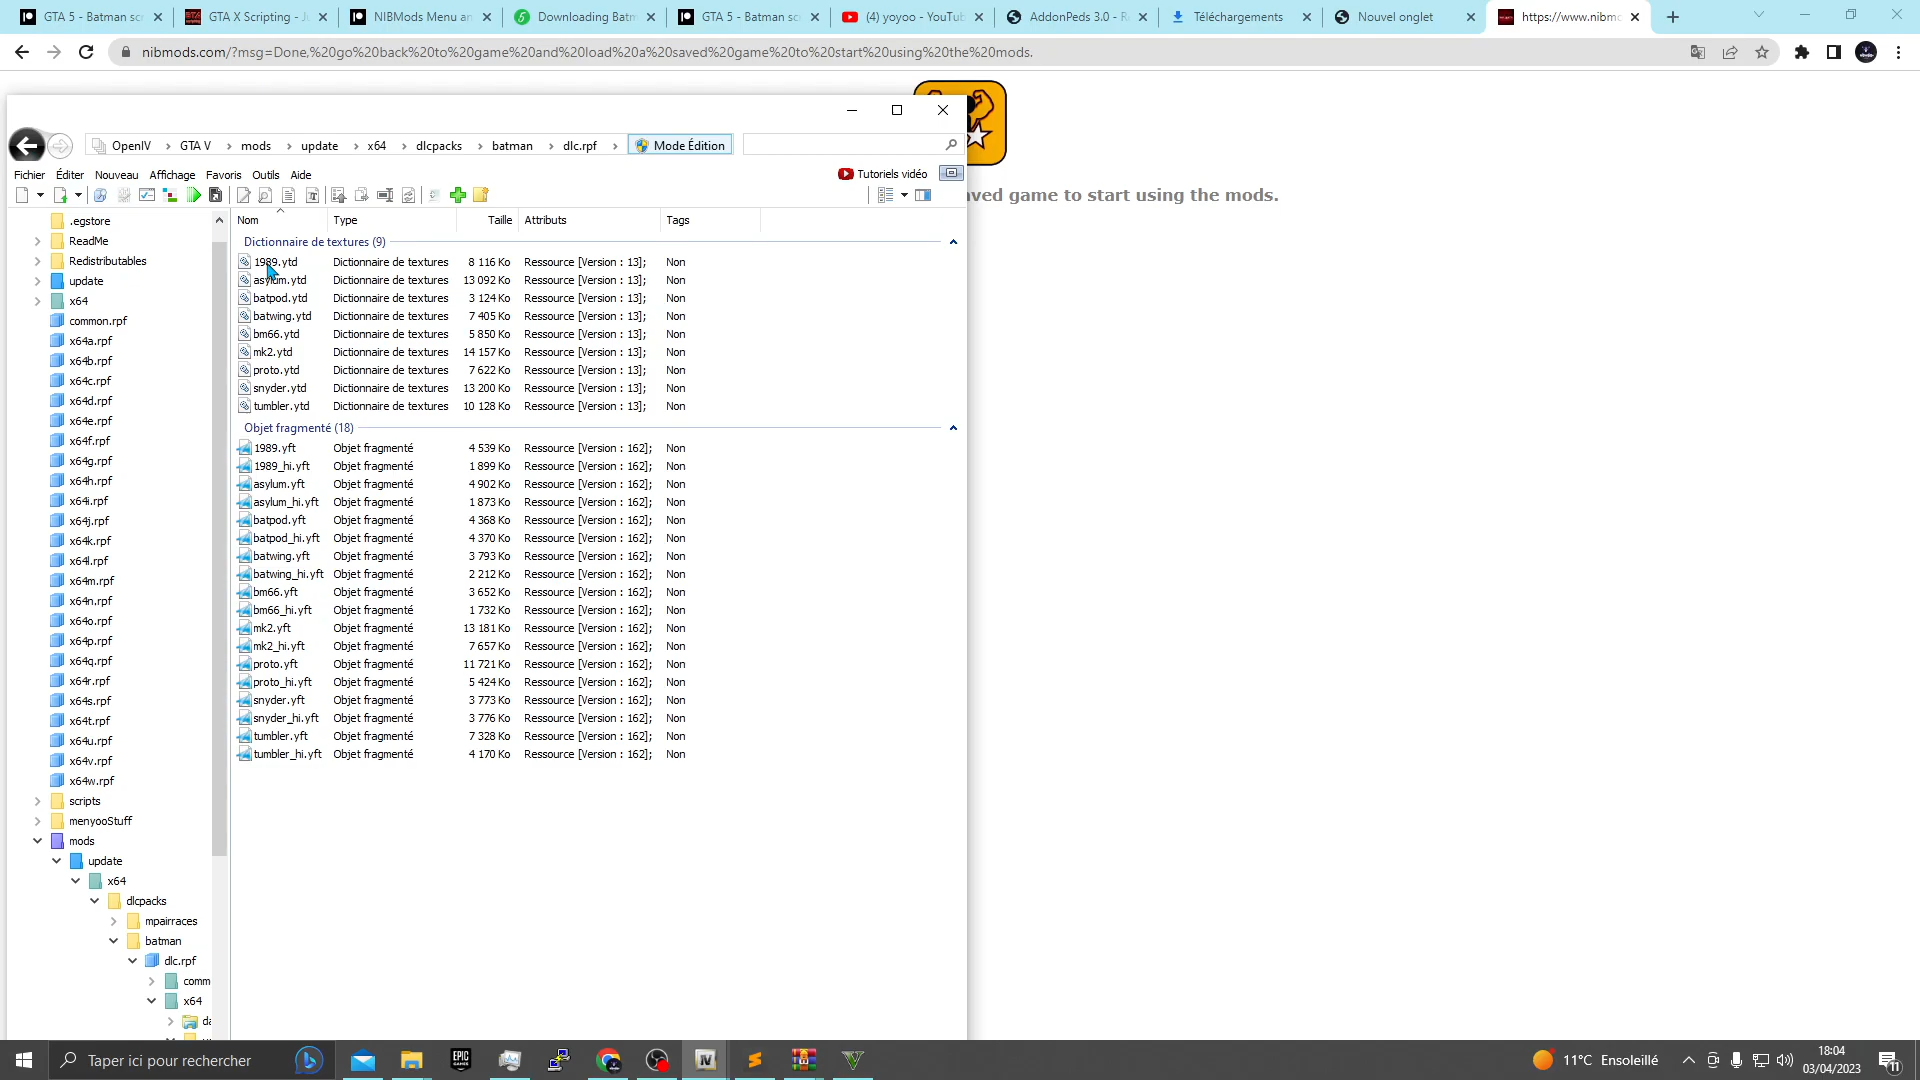 GTA 5 - Batman sc
GTA X Scripting - Ju
NIBMods Menu an
Downloading Batm
GTA 5 - Batman sc
(4) yoyoo - YouTub
AddonPeds 3.0 - R
Téléchargements
Nouvel onglet
https://www.nibmo
nibmods.com/?msg=Done,%20go%20back%20to%20game%20and%20load%20a%20saved%20game%20to%20start%20using%20the%20mods.
aved game to start using the mods.
OpenIV > GTA V > mods > update > x64 > dlcpacks > batman > dlc.rpf > Mode Édition
Fichier Éditer Nouveau Affichage Favoris Outils Aide
Tutoriels vidéo
.egstore
ReadMe
Redistributables
update
x64
common.rpf
x64a.rpf
x64b.rpf
x64c.rpf
x64d.rpf
x64e.rpf
x64f.rpf
x64g.rpf
x64h.rpf
x64i.rpf
x64j.rpf
x64k.rpf
x64l.rpf
x64m.rpf
x64n.rpf
x64o.rpf
x64p.rpf
x64q.rpf
x64r.rpf
x64s.rpf
x64t.rpf
x64u.rpf
x64v.rpf
x64w.rpf
scripts
menyooStuff
mods
update
x64
dlcpacks
mpairraces
batman
dlc.rpf
comm
x64
da
Nom Type Taille Attributs Tags
Dictionnaire de textures (9)
1989.ytd Dictionnaire de textures 8 116 Ko Ressource [Version : 13]; Non
asylum.ytd Dictionnaire de textures 13 092 Ko Ressource [Version : 13]; Non
batpod.ytd Dictionnaire de textures 3 124 Ko Ressource [Version : 13]; Non
batwing.ytd Dictionnaire de textures 7 405 Ko Ressource [Version : 13]; Non
bm66.ytd Dictionnaire de textures 5 850 Ko Ressource [Version : 13]; Non
mk2.ytd Dictionnaire de textures 14 157 Ko Ressource [Version : 13]; Non
proto.ytd Dictionnaire de textures 7 622 Ko Ressource [Version : 13]; Non
snyder.ytd Dictionnaire de textures 13 200 Ko Ressource [Version : 13]; Non
tumbler.ytd Dictionnaire de textures 10 128 Ko Ressource [Version : 13]; Non
Objet fragmenté (18)
1989.yft Objet fragmenté 4 539 Ko Ressource [Version : 162]; Non
1989_hi.yft Objet fragmenté 1 899 Ko Ressource [Version : 162]; Non
asylum.yft Objet fragmenté 4 902 Ko Ressource [Version : 162]; Non
asylum_hi.yft Objet fragmenté 1 873 Ko Ressource [Version : 162]; Non
batpod.yft Objet fragmenté 4 368 Ko Ressource [Version : 162]; Non
batpod_hi.yft Objet fragmenté 4 370 Ko Ressource [Version : 162]; Non
batwing.yft Objet fragmenté 3 793 Ko Ressource [Version : 162]; Non
batwing_hi.yft Objet fragmenté 2 212 Ko Ressource [Version : 162]; Non
bm66.yft Objet fragmenté 3 652 Ko Ressource [Version : 162]; Non
bm66_hi.yft Objet fragmenté 1 732 Ko Ressource [Version : 162]; Non
mk2.yft Objet fragmenté 13 181 Ko Ressource [Version : 162]; Non
mk2_hi.yft Objet fragmenté 7 657 Ko Ressource [Version : 162]; Non
proto.yft Objet fragmenté 11 721 Ko Ressource [Version : 162]; Non
proto_hi.yft Objet fragmenté 5 424 Ko Ressource [Version : 162]; Non
snyder.yft Objet fragmenté 3 773 Ko Ressource [Version : 162]; Non
snyder_hi.yft Objet fragmenté 3 776 Ko Ressource [Version : 162]; Non
tumbler.yft Objet fragmenté 7 328 Ko Ressource [Version : 162]; Non
tumbler_hi.yft Objet fragmenté 4 170 Ko Ressource [Version : 162]; Non
Taper ici pour rechercher
EPIC GAMES
IV
V
11°C Ensoleillé
18:04
03/04/2023
11